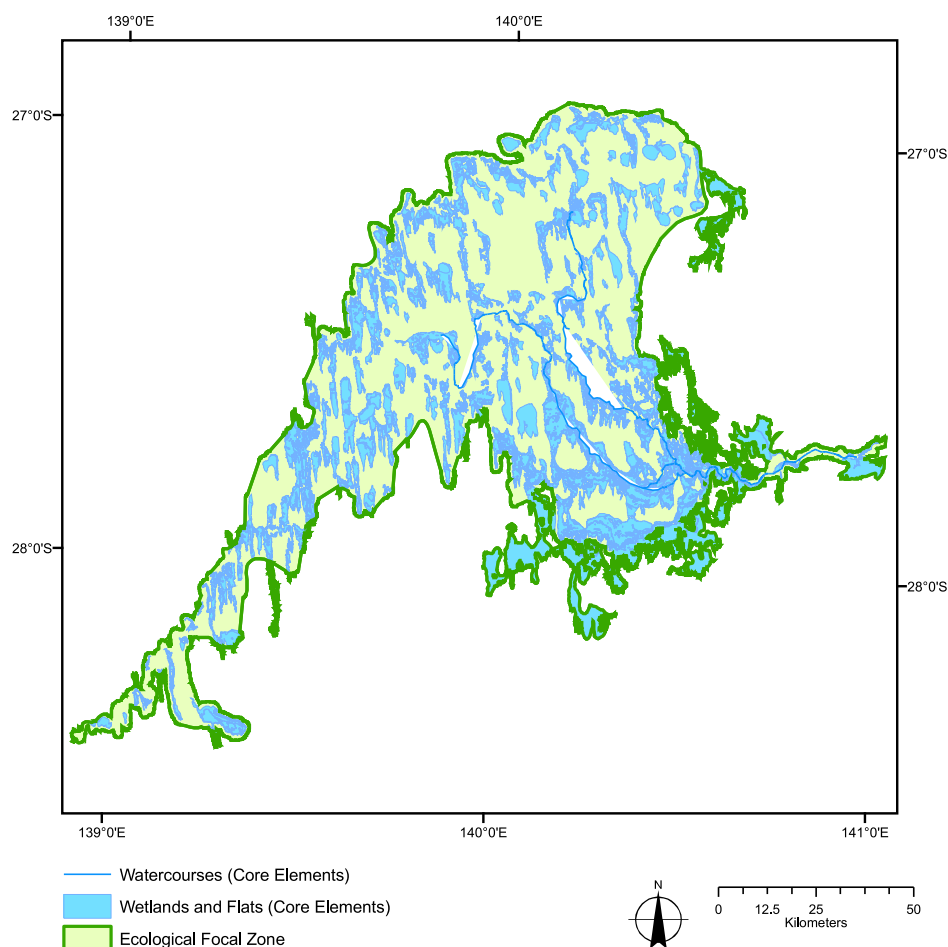 139°0'E
140°0'E
27°0'S
27°0'S
28°0'S
28°0'S
139°0'E
140°0'E
141°0'E
Watercourses (Core Elements)
Wetlands and Flats (Core Elements)
Ecological Focal Zone
N
0 12.5 25 50
Kilometers